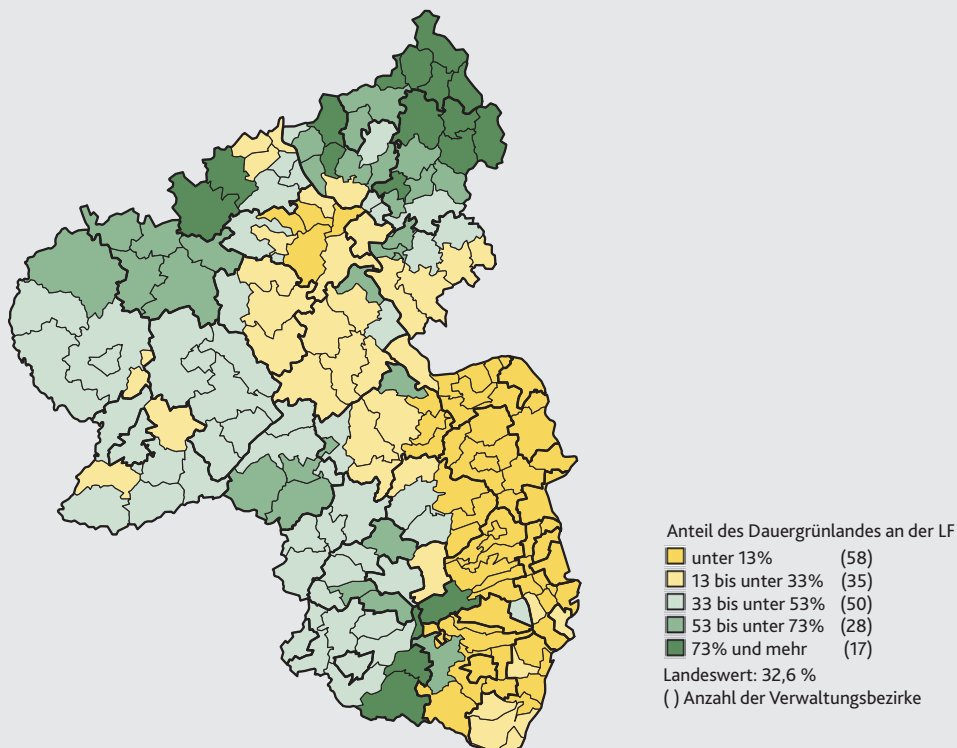 Anteil des Dauergrünlandes an der LF
unter 13% (58)
13 bis unter 33% (35)
33 bis unter 53% (50)
53 bis unter 73% (28)
73% und mehr (17)
Landeswert: 32,6 %
( ) Anzahl der Verwaltungsbezirke